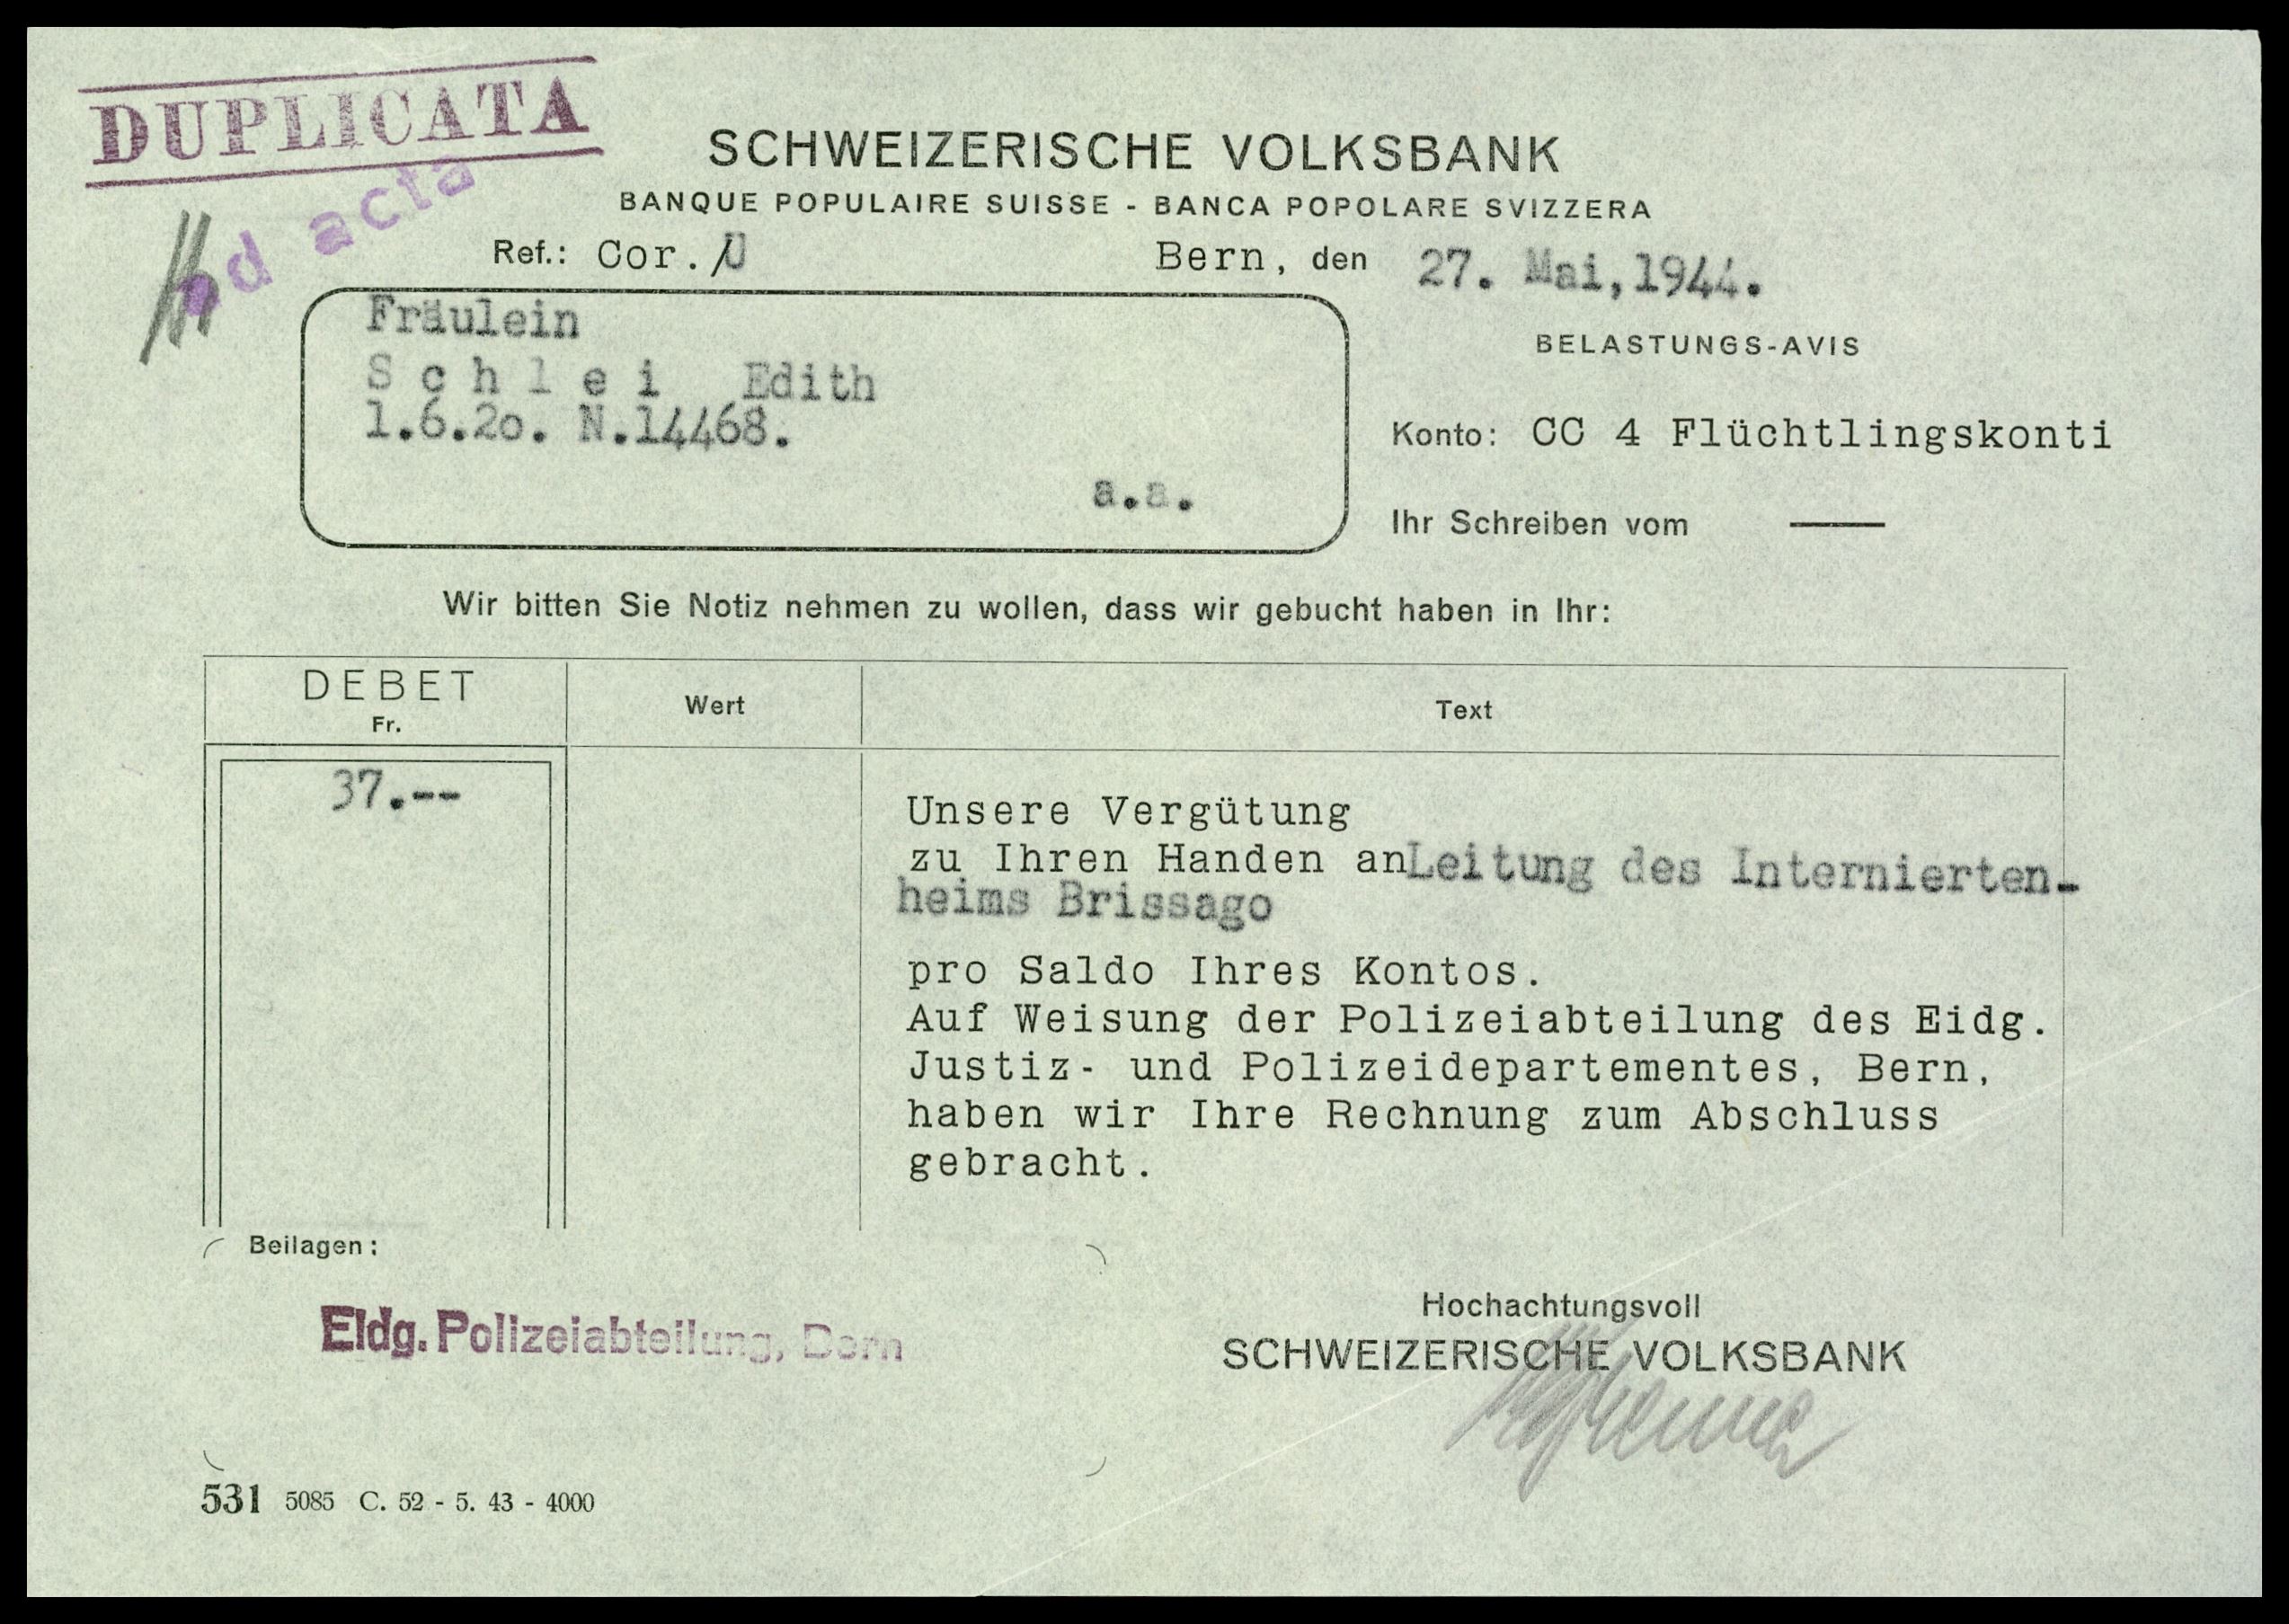 DUPLICATA
ad acta
SCHWEIZERISCHE VOLKSBANK
BANQUE POPULAIRE SUISSE - BANCA POPOLARE SVIZZERA
Ref.: Cor./U
Bern, den 27. Mai,1944.
Fräulein
S c h l e i Edith
1.6.2o. N.14468.
a.a.
BELASTUNGS-AVIS
Konto: CC 4 Flüchtlingskonti
Ihr Schreiben vom —
Wir bitten Sie Notiz nehmen zu wollen, dass wir gebucht haben in Ihr:
DEBET
Fr.
Wert
Text
37.--
Unsere Vergütung
zu Ihren Handen anLeitung des Internierten-
heims Brissago
pro Saldo Ihres Kontos.
Auf Weisung der Polizeiabteilung des Eidg.
Justiz- und Polizeidepartementes, Bern,
haben wir Ihre Rechnung zum Abschluss
gebracht.
Beilagen:
Eidg. Polizeiabteilung, Bern
Hochachtungsvoll
SCHWEIZERISCHE VOLKSBANK
531 5085 C. 52 - 5. 43 - 4000